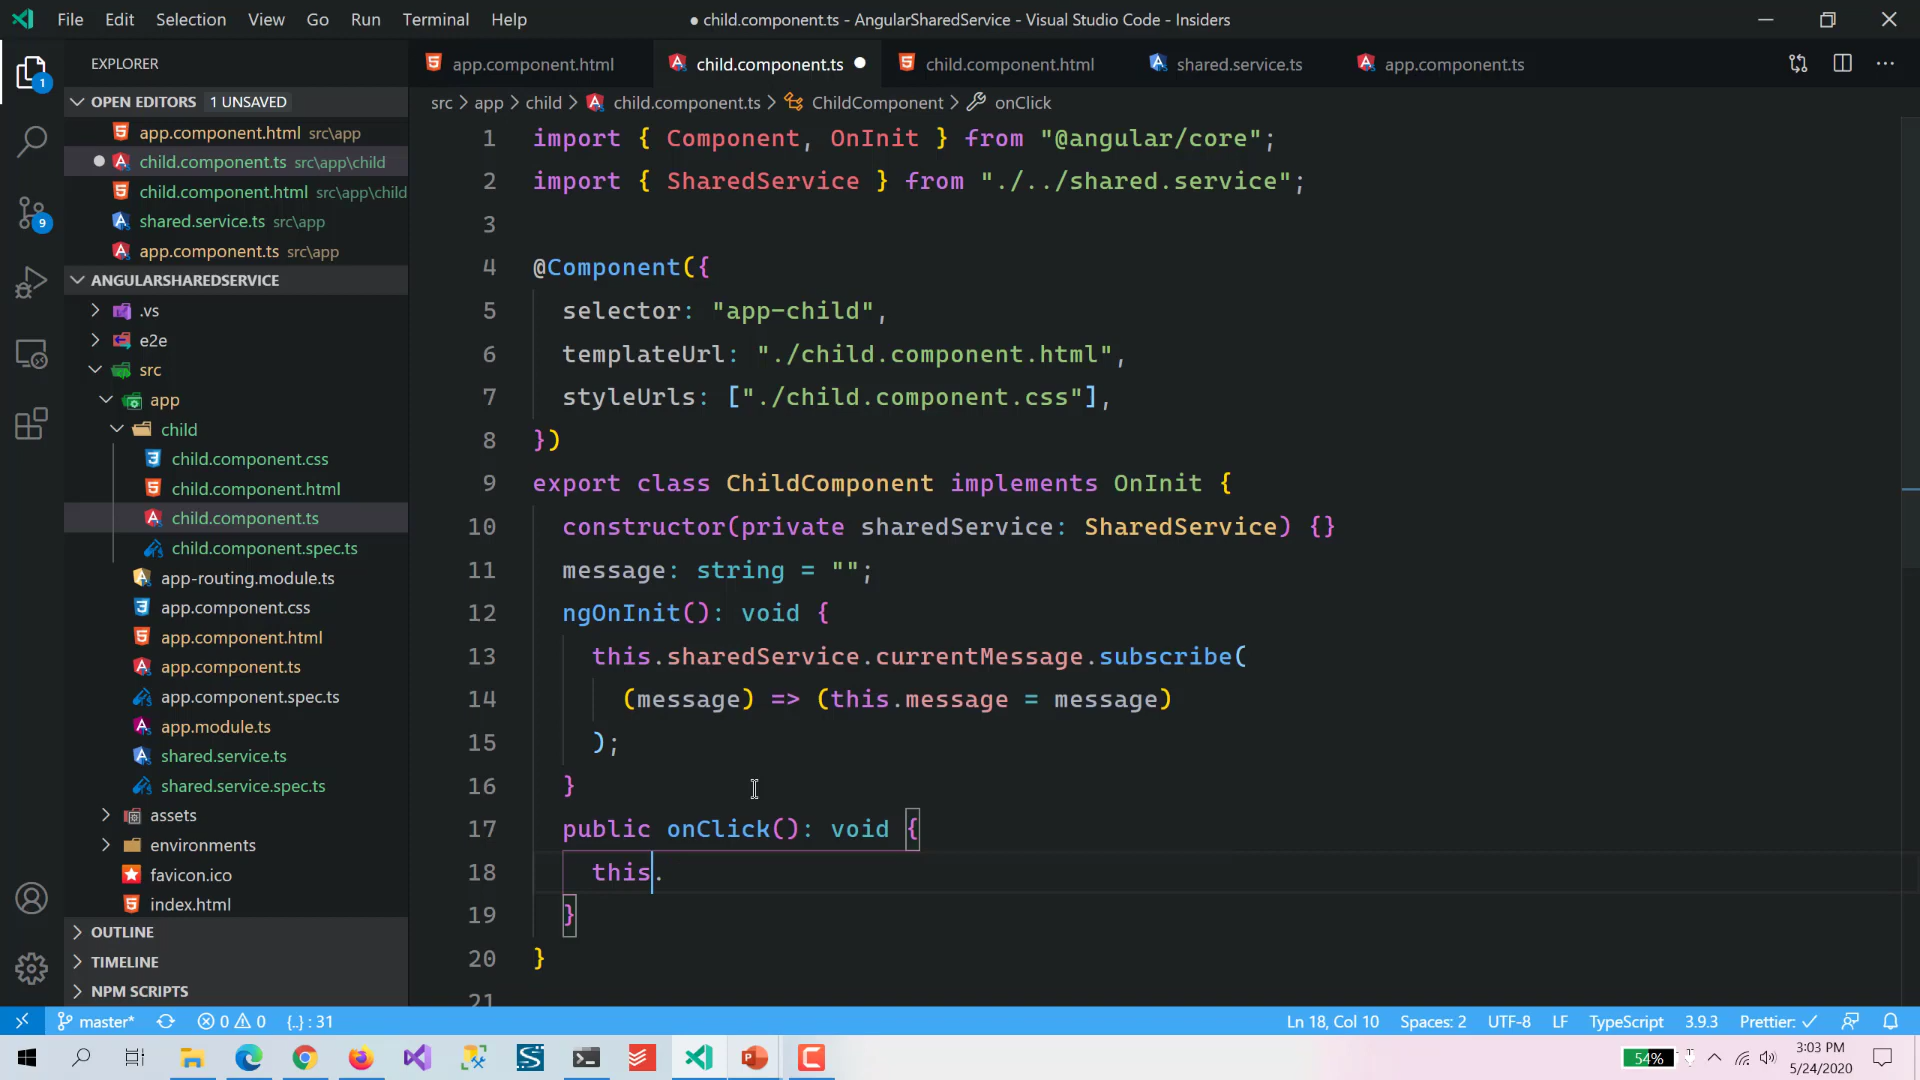 File Edit Selection View Go Run Terminal Help
● child.component.ts - AngularSharedService - Visual Studio Code - Insiders
EXPLORER
OPEN EDITORS 1 UNSAVED
app.component.html src\app
child.component.ts src\app\child
child.component.html src\app\child
shared.service.ts src\app
app.component.ts src\app
ANGULARSHAREDSERVICE
.vs
e2e
src
app
child
child.component.css
child.component.html
child.component.ts
child.component.spec.ts
app-routing.module.ts
app.component.css
app.component.html
app.component.ts
app.component.spec.ts
app.module.ts
shared.service.ts
shared.service.spec.ts
assets
environments
favicon.ico
index.html
OUTLINE
TIMELINE
NPM SCRIPTS
1
9
app.component.html child.component.ts child.component.html shared.service.ts app.component.ts
src > app > child > child.component.ts > ChildComponent > onClick
1 import { Component, OnInit } from "@angular/core";
2 import { SharedService } from "./../shared.service";
3
4 @Component({
5 selector: "app-child",
6 templateUrl: "./child.component.html",
7 styleUrls: ["./child.component.css"],
8 })
9 export class ChildComponent implements OnInit {
10 constructor(private sharedService: SharedService) {}
11 message: string = "";
12 ngOnInit(): void {
13 this.sharedService.currentMessage.subscribe(
14 (message) => (this.message = message)
15 );
16 }
17 public onClick(): void {
18 this.
19 }
20 }
21
master* 0 0 {..} : 31 Ln 18, Col 10 Spaces: 2 UTF-8 LF TypeScript 3.9.3 Prettier: ✓
54% 3:03 PM
5/24/2020